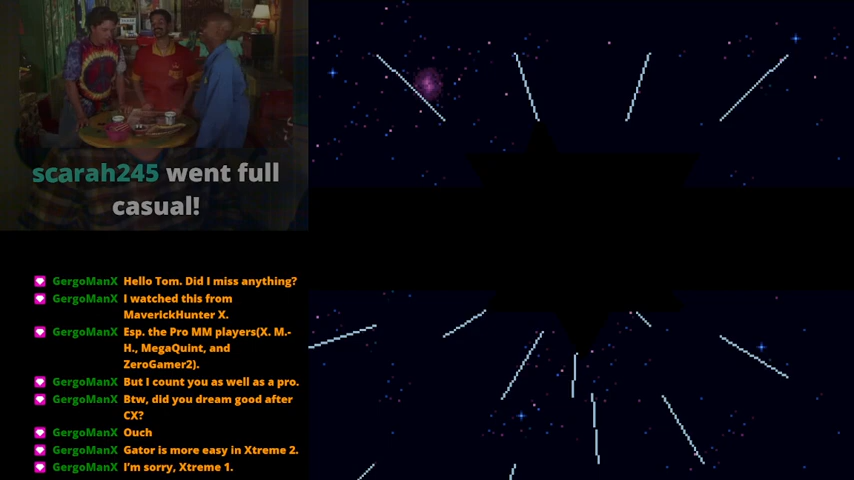 scarah245 went full
casual!
GergoManX Hello Tom. Did I miss anything?
GergoManX I watched this from
MaverickHunter X.
GergoManX Esp. the Pro MM players(X. M.-
H., MegaQuint, and
ZeroGamer2).
GergoManX But I count you as well as a pro.
GergoManX Btw, did you dream good after
CX?
GergoManX Ouch
GergoManX Gator is more easy in Xtreme 2.
GergoManX I'm sorry, Xtreme 1.